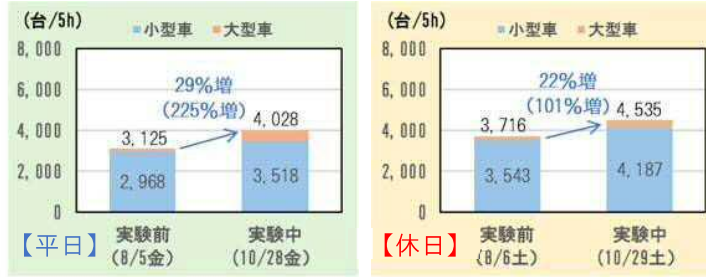 (台/5h)
■小型車 ■大型車
8,000
6,000
4,000
2,000
0
29%増
(225%増)
3,125
4,028
2,968
3,518
【平日】
実験前
(8/5金)
実験中
(10/28金)
(台/5h)
■小型車 ■大型車
8,000
6,000
4,000
2,000
0
22%増
(101%増)
3,716
4,535
3,543
4,187
【休日】
実験前
(8/6土)
実験中
(10/29土)